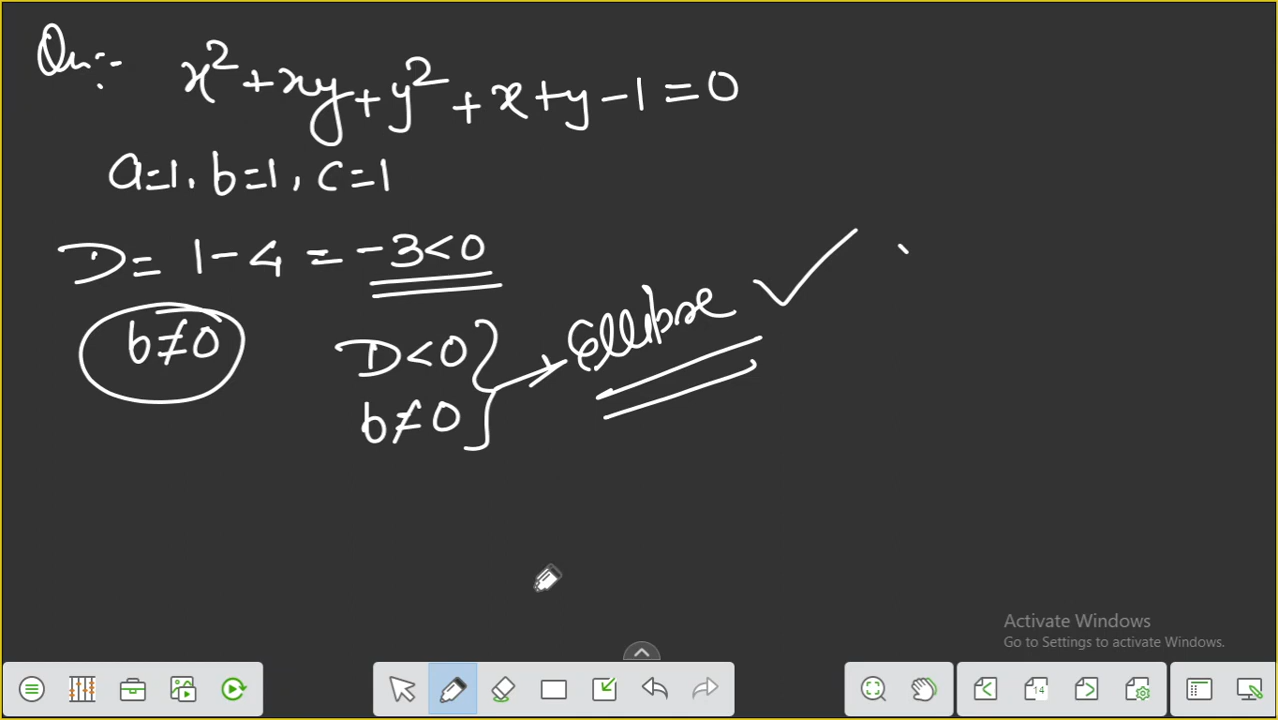 Qn:-
x²+xy+y²+x+y-1=0
a=1, b=1, c=1
D= 1-4 = -3<0
b≠0
D<0
b≠0
→ Ellipse ✓
Activate Windows
Go to Settings to activate Windows.
14